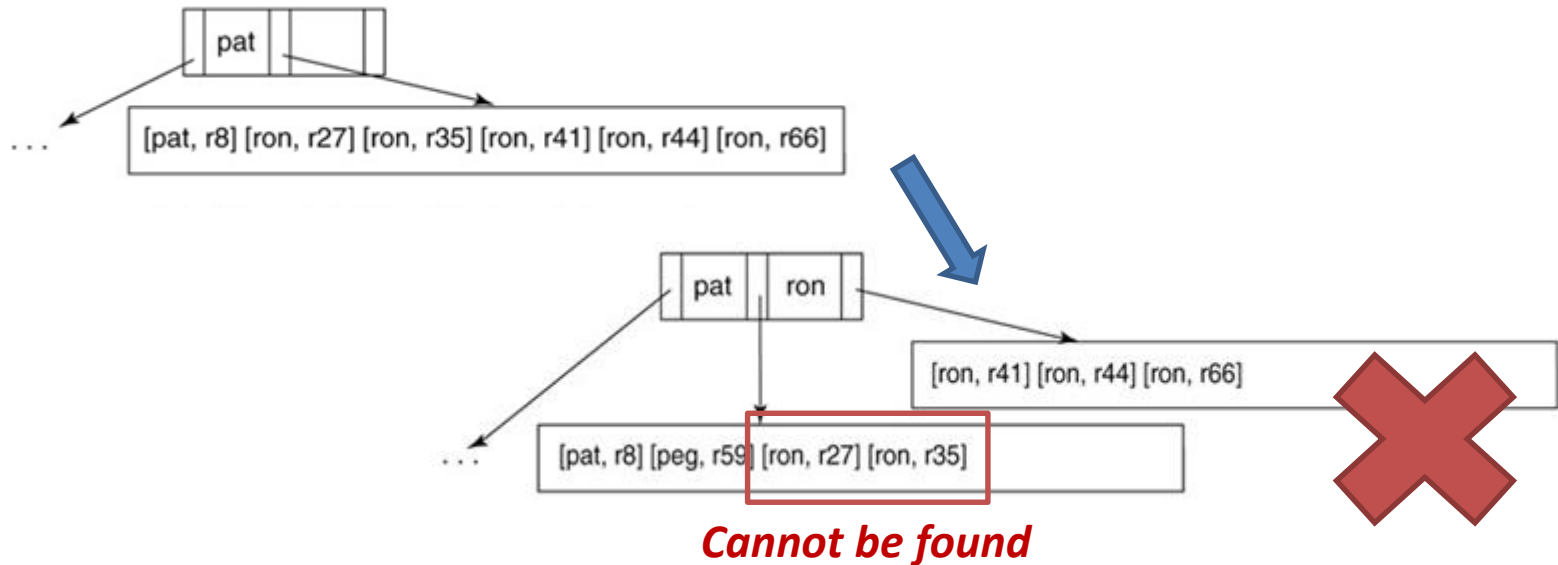 pat
. . .
[pat, r8] [ron, r27] [ron, r35] [ron, r41] [ron, r44] [ron, r66]
pat ron
[ron, r41] [ron, r44] [ron, r66]
. . .
[pat, r8] [peg, r59] [ron, r27] [ron, r35]
Cannot be found